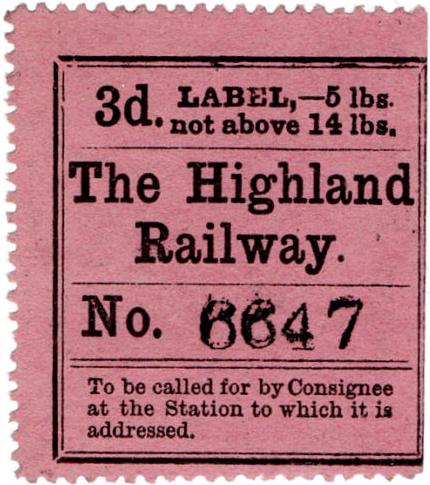 3d. LABEL,—5 lbs.
not above 14 lbs.
The Highland
Railway.
No. 6647
To be called for by Consignee
at the Station to which it is
addressed.